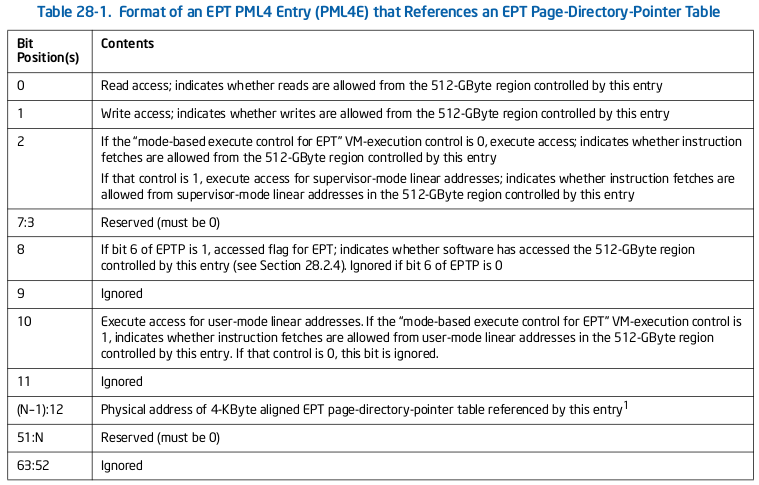 Table 28-1. Format of an EPT PML4 Entry (PML4E) that References an EPT Page-Directory-Pointer Table
Bit
Position(s)
Contents
0
Read access; indicates whether reads are allowed from the 512-GByte region controlled by this entry
1
Write access; indicates whether writes are allowed from the 512-GByte region controlled by this entry
2
If the “mode-based execute control for EPT” VM-execution control is 0, execute access; indicates whether instruction
fetches are allowed from the 512-GByte region controlled by this entry
If that control is 1, execute access for supervisor-mode linear addresses; indicates whether instruction fetches are
allowed from supervisor-mode linear addresses in the 512-GByte region controlled by this entry
7:3
Reserved (must be 0)
8
If bit 6 of EPTP is 1, accessed flag for EPT; indicates whether software has accessed the 512-GByte region
controlled by this entry (see Section 28.2.4). Ignored if bit 6 of EPTP is 0
9
Ignored
10
Execute access for user-mode linear addresses. If the “mode-based execute control for EPT” VM-execution control is
1, indicates whether instruction fetches are allowed from user-mode linear addresses in the 512-GByte region
controlled by this entry. If that control is 0, this bit is ignored.
11
Ignored
(N–1):12
Physical address of 4-KByte aligned EPT page-directory-pointer table referenced by this entry1
51:N
Reserved (must be 0)
63:52
Ignored